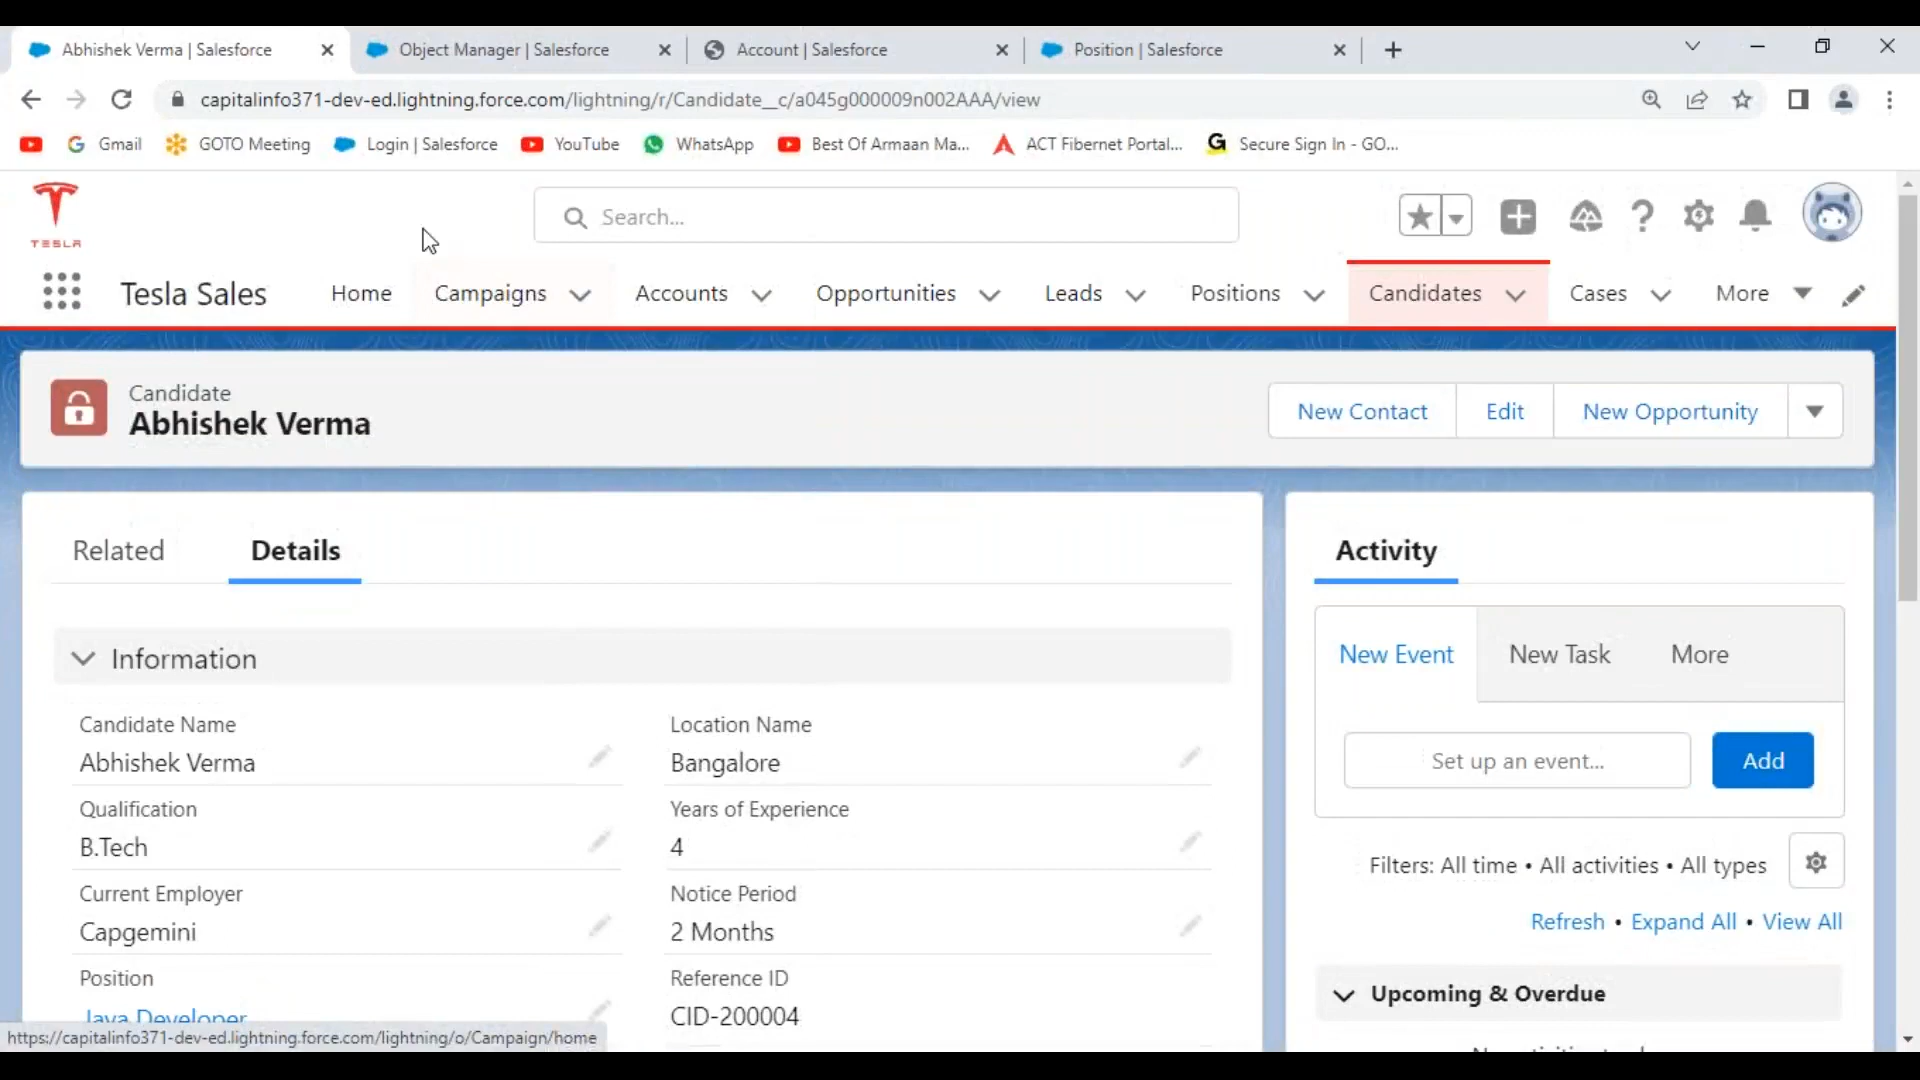 Abhishek Verma | Salesforce
Object Manager | Salesforce
Account | Salesforce
Position | Salesforce
capitalinfo371-dev-ed.lightning.force.com/lightning/r/Candidate__c/a045g000009n002AAA/view
Gmail
GOTO Meeting
Login | Salesforce
YouTube
WhatsApp
Best Of Armaan Ma...
ACT Fibernet Portal...
Secure Sign In - GO...
TESLA
Search...
Tesla Sales
Home
Campaigns
Accounts
Opportunities
Leads
Positions
Candidates
Cases
More
Candidate
Abhishek Verma
New Contact
Edit
New Opportunity
Related
Details
Information
Candidate Name
Abhishek Verma
Location Name
Bangalore
Qualification
B.Tech
Years of Experience
4
Current Employer
Capgemini
Notice Period
2 Months
Position
Java Developer
Reference ID
CID-200004
Activity
New Event
New Task
More
Set up an event...
Add
Filters: All time • All activities • All types
Refresh • Expand All • View All
Upcoming & Overdue
https://capitalinfo371-dev-ed.lightning.force.com/lightning/o/Campaign/home